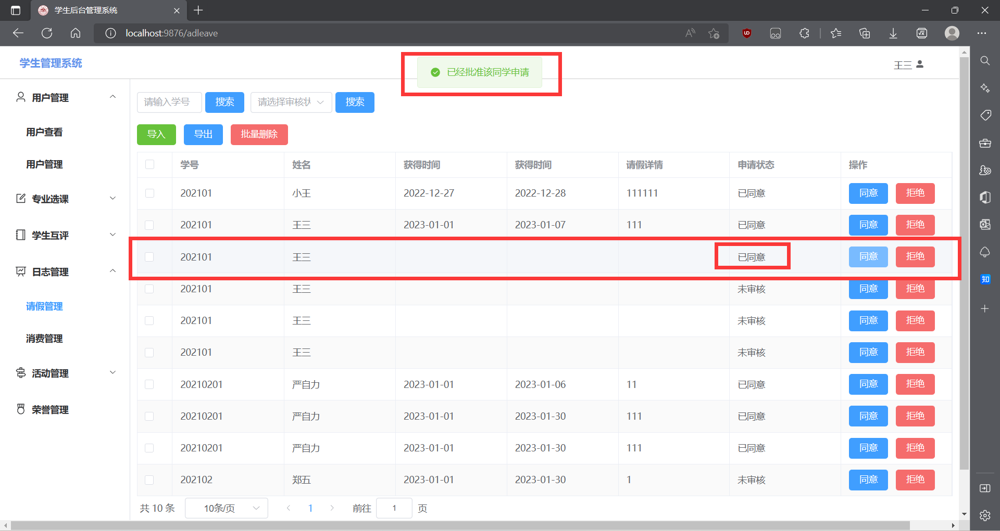 学生后台管理系统
localhost:9876/adleave
学生管理系统
已经批准该同学申请
王三
用户管理
用户查看
用户管理
专业选课
学生互评
日志管理
请假管理
消费管理
活动管理
荣誉管理
请输入学号 搜索 请选择审核状 搜索
导入 导出 批量删除
学号 姓名 获得时间 获得时间 请假详情 申请状态 操作
202101 小王 2022-12-27 2022-12-28 111111 已同意 同意 拒绝
202101 王三 2023-01-01 2023-01-07 111 已同意 同意 拒绝
202101 王三 已同意 同意 拒绝
202101 王三 未审核 同意 拒绝
202101 王三 未审核 同意 拒绝
202101 王三 未审核 同意 拒绝
20210201 严自力 2023-01-01 2023-01-06 11 已同意 同意 拒绝
20210201 严自力 2023-01-01 2023-01-30 111 已同意 同意 拒绝
20210201 严自力 2023-01-01 2023-01-30 111 已同意 同意 拒绝
202102 郑五 2023-01-01 2023-01-30 1 未审核 同意 拒绝
共 10 条 10条/页 1 前往 1 页
知